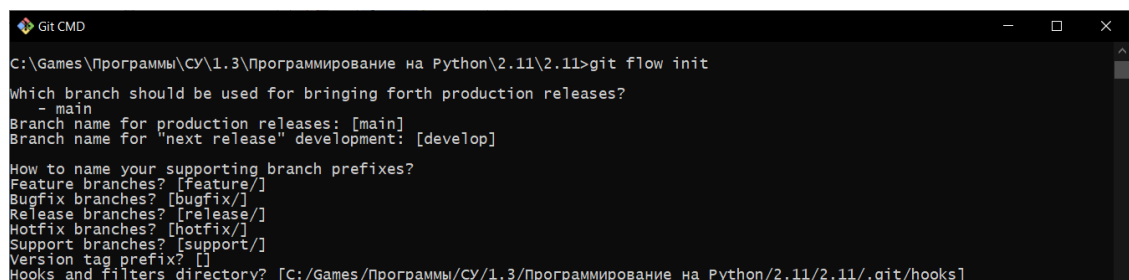 Git CMD
C:\Games\Программы\СУ\1.3\Программирование на Python\2.11\2.11>git flow init
Which branch should be used for bringing forth production releases?
- main
Branch name for production releases: [main]
Branch name for "next release" development: [develop]
How to name your supporting branch prefixes?
Feature branches? [feature/]
Bugfix branches? [bugfix/]
Release branches? [release/]
Hotfix branches? [hotfix/]
Support branches? [support/]
Version tag prefix? []
Hooks and filters directory? [C:/Games/Программы/СУ/1.3/Программирование на Python/2.11/2.11/.git/hooks]